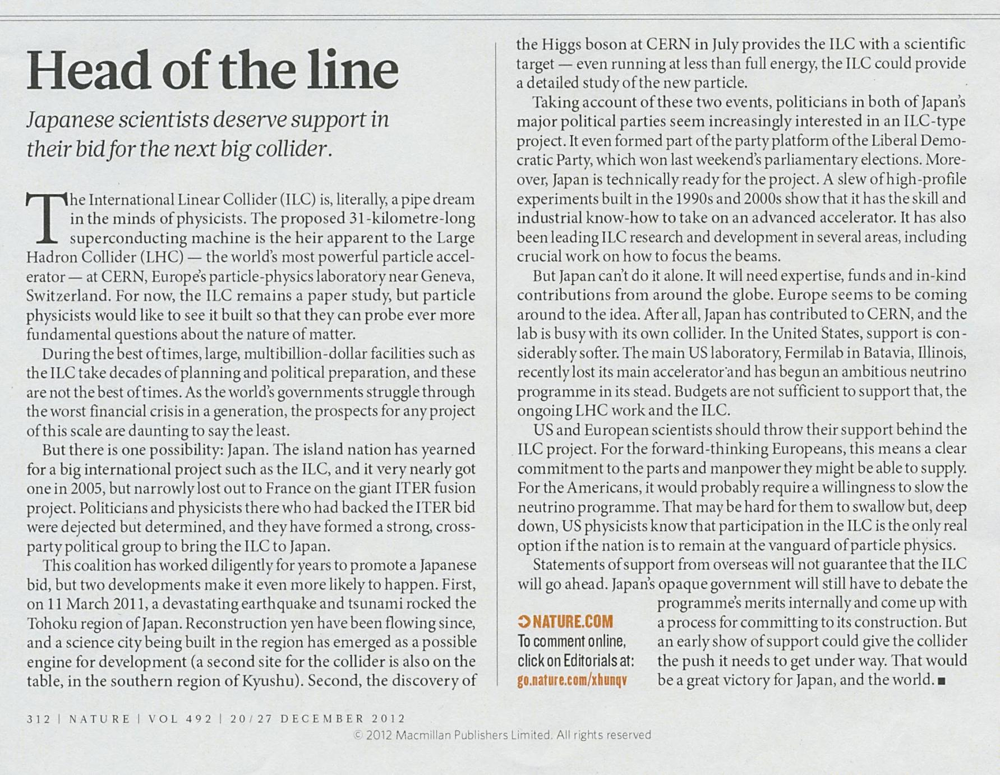 Head of the line
Japanese scientists deserve support in
their bid for the next big collider.
The International Linear Collider (ILC) is, literally, a pipe dream
in the minds of physicists. The proposed 31-kilometre-long
superconducting machine is the heir apparent to the Large
Hadron Collider (LHC) — the world's most powerful particle accel-
erator — at CERN, Europe's particle-physics laboratory near Geneva,
Switzerland. For now, the ILC remains a paper study, but particle
physicists would like to see it built so that they can probe ever more
fundamental questions about the nature of matter.
During the best of times, large, multibillion-dollar facilities such as
the ILC take decades of planning and political preparation, and these
are not the best of times. As the world's governments struggle through
the worst financial crisis in a generation, the prospects for any project
of this scale are daunting to say the least.
But there is one possibility: Japan. The island nation has yearned
for a big international project such as the ILC, and it very nearly got
one in 2005, but narrowly lost out to France on the giant ITER fusion
project. Politicians and physicists there who had backed the ITER bid
were dejected but determined, and they have formed a strong, cross-
party political group to bring the ILC to Japan.
This coalition has worked diligently for years to promote a Japanese
bid, but two developments make it even more likely to happen. First,
on 11 March 2011, a devastating earthquake and tsunami rocked the
Tohoku region of Japan. Reconstruction yen have been flowing since,
and a science city being built in the region has emerged as a possible
engine for development (a second site for the collider is also on the
table, in the southern region of Kyushu). Second, the discovery of
the Higgs boson at CERN in July provides the ILC with a scientific
target — even running at less than full energy, the ILC could provide
a detailed study of the new particle.
Taking account of these two events, politicians in both of Japan's
major political parties seem increasingly interested in an ILC-type
project. It even formed part of the party platform of the Liberal Demo-
cratic Party, which won last weekend's parliamentary elections. More-
over, Japan is technically ready for the project. A slew of high-profile
experiments built in the 1990s and 2000s show that it has the skill and
industrial know-how to take on an advanced accelerator. It has also
been leading ILC research and development in several areas, including
crucial work on how to focus the beams.
But Japan can't do it alone. It will need expertise, funds and in-kind
contributions from around the globe. Europe seems to be coming
around to the idea. After all, Japan has contributed to CERN, and the
lab is busy with its own collider. In the United States, support is con-
siderably softer. The main US laboratory, Fermilab in Batavia, Illinois,
recently lost its main accelerator and has begun an ambitious neutrino
programme in its stead. Budgets are not sufficient to support that, the
ongoing LHC work and the ILC.
US and European scientists should throw their support behind the
ILC project. For the forward-thinking Europeans, this means a clear
commitment to the parts and manpower they might be able to supply.
For the Americans, it would probably require a willingness to slow the
neutrino programme. That may be hard for them to swallow but, deep
down, US physicists know that participation in the ILC is the only real
option if the nation is to remain at the vanguard of particle physics.
Statements of support from overseas will not guarantee that the ILC
will go ahead. Japan's opaque government will still have to debate the
programme's merits internally and come up with
a process for committing to its construction. But
an early show of support could give the collider
the push it needs to get under way. That would
be a great victory for Japan, and the world. ■
NATURE.COM
To comment online,
click on Editorials at:
go.nature.com/xhunqv
312 | NATURE | VOL 492 | 20/27 DECEMBER 2012
© 2012 Macmillan Publishers Limited. All rights reserved